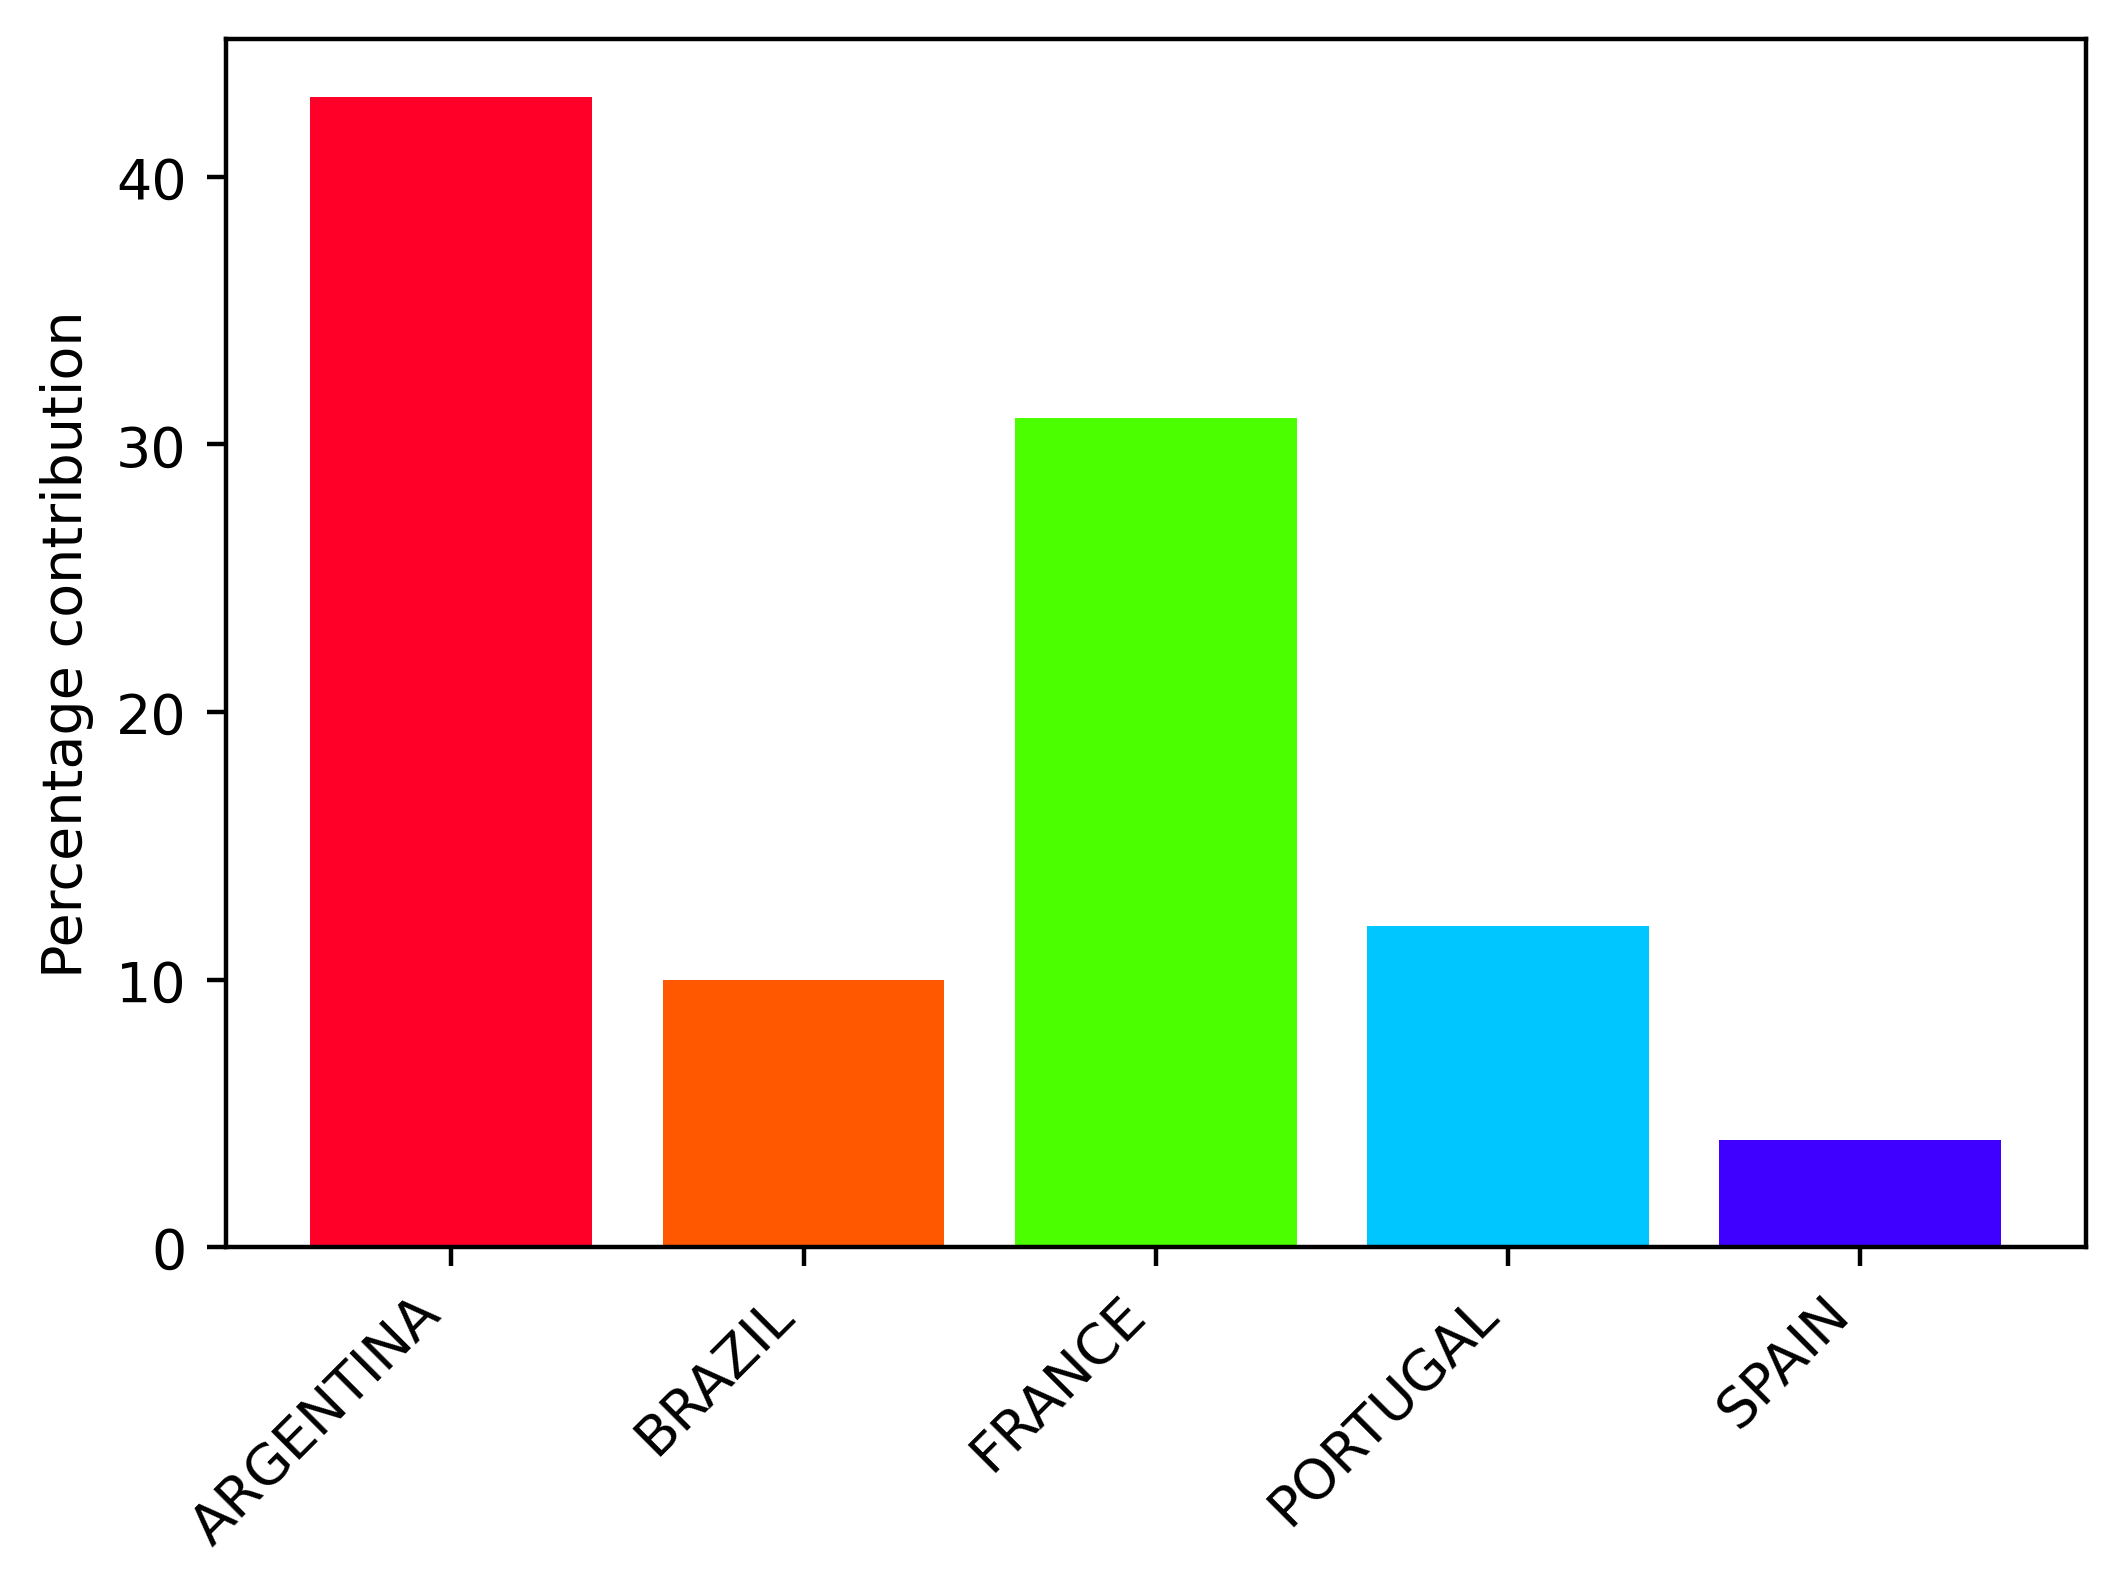 Percentage contribution
40
30
20
10
0
ARGENTINA
BRAZIL
FRANCE
PORTUGAL
SPAIN